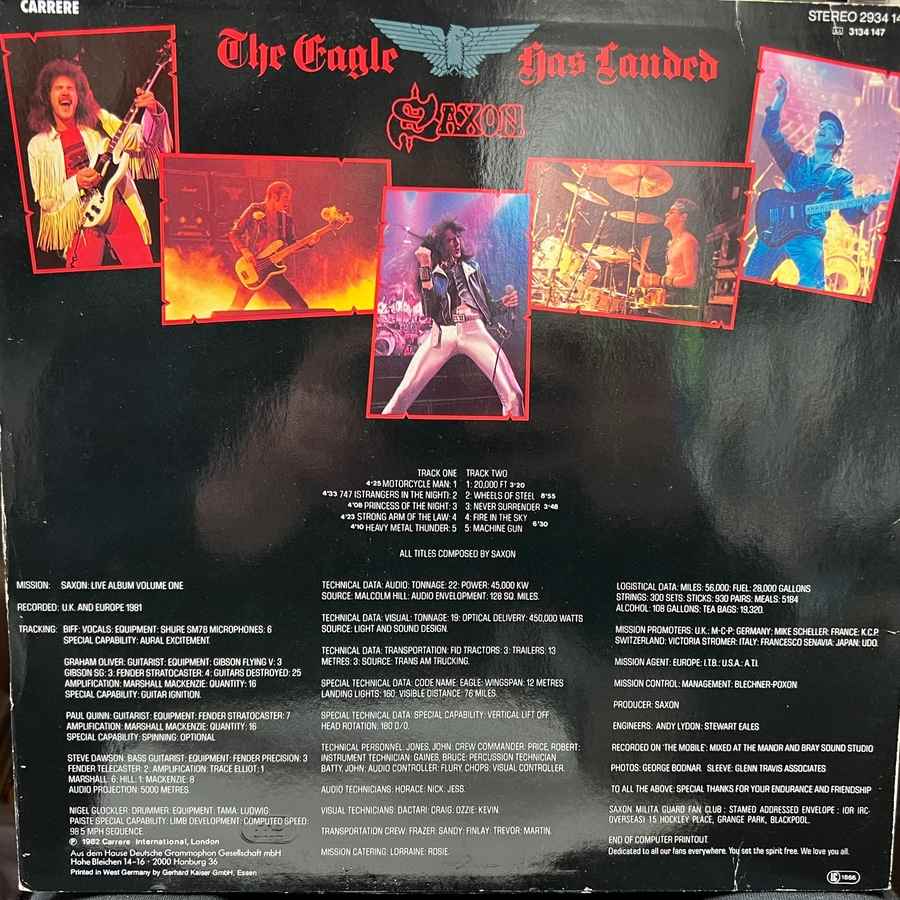 CARRERE
STEREO 2934 14
3134 147
The Eagle Has Landed
SAXON
TRACK ONE
4·25 MOTORCYCLE MAN: 1
4·33 747 (STRANGERS IN THE NIGHT): 2
4·08 PRINCESS OF THE NIGHT: 3
4·23 STRONG ARM OF THE LAW: 4
4·10 HEAVY METAL THUNDER: 5
TRACK TWO
1: 20,000 FT 3·20
2: WHEELS OF STEEL 8·55
3: NEVER SURRENDER 3·48
4: FIRE IN THE SKY
5: MACHINE GUN 6'30
ALL TITLES COMPOSED BY SAXON
MISSION: SAXON: LIVE ALBUM VOLUME ONE
RECORDED: U.K. AND EUROPE 1981
TRACKING: BIFF: VOCALS: EQUIPMENT: SHURE SM78 MICROPHONES: 6
SPECIAL CAPABILITY: AURAL EXCITEMENT.
GRAHAM OLIVER: GUITARIST: EQUIPMENT: GIBSON FLYING V: 3
GIBSON SG: 3: FENDER STRATOCASTER: 4: GUITARS DESTROYED: 25
AMPLIFICATION: MARSHALL MACKENZIE: QUANTITY: 16
SPECIAL CAPABILITY: GUITAR IGNITION.
PAUL QUINN: GUITARIST: EQUIPMENT: FENDER STRATOCASTER: 7
AMPLIFICATION: MARSHALL MACKENZIE: QUANTITY: 16
SPECIAL CAPABILITY: SPINNING: OPTIONAL
STEVE DAWSON, BASS GUITARIST: EQUIPMENT: FENDER PRECISION: 3
FENDER TELECASTER: 2: AMPLIFICATION: TRACE ELLIOT: 1
MARSHALL: 6: HILL: 1: MACKENZIE: 8
AUDIO PROJECTION: 5000 METRES.
NIGEL GLOCKLER: DRUMMER: EQUIPMENT: TAMA: LUDWIG:
PAISTE SPECIAL CAPABILITY: LIMB DEVELOPMENT: COMPUTED SPEED:
98.5 MPH SEQUENCE
℗ 1982 Carrere International, London
Aus dem Hause Deutsche Grammophon Gesellschaft mbH
Hohe Bleichen 14-16 · 2000 Hamburg 36
Printed in West Germany by Gerhard Kaiser GmbH, Essen
TECHNICAL DATA: AUDIO: TONNAGE: 22: POWER: 45,000 KW
SOURCE: MALCOLM HILL: AUDIO ENVELOPMENT: 128 SQ. MILES.
TECHNICAL DATA: VISUAL: TONNAGE: 19: OPTICAL DELIVERY: 450,000 WATTS
SOURCE: LIGHT AND SOUND DESIGN.
TECHNICAL DATA: TRANSPORTATION: FID TRACTORS: 3: TRAILERS: 13
METRES: 3: SOURCE: TRANS AM TRUCKING.
SPECIAL TECHNICAL DATA: CODE NAME: EAGLE: WINGSPAN: 12 METRES
LANDING LIGHTS: 160; VISIBLE DISTANCE: 76 MILES.
SPECIAL TECHNICAL DATA: SPECIAL CAPABILITY: VERTICAL LIFT OFF
HEAD ROTATION: 180 0/0.
TECHNICAL PERSONNEL: JONES, JOHN: CREW COMMANDER. PRICE, ROBERT:
INSTRUMENT TECHNICIAN: GAINES, BRUCE: PERCUSSION TECHNICIAN
BATTY, JOHN: AUDIO CONTROLLER: FLURY, CHOPS: VISUAL CONTROLLER.
AUDIO TECHNICIANS: HORACE: NICK. JESS.
VISUAL TECHNICIANS: DACTARI: CRAIG: OZZIE: KEVIN.
TRANSPORTATION CREW: FRAZER: SANDY: FINLAY: TREVOR: MARTIN.
MISSION CATERING: LORRAINE: ROSIE.
LOGISTICAL DATA: MILES: 56,000: FUEL: 28,000 GALLONS
STRINGS: 300 SETS: STICKS: 930 PAIRS: MEALS: 5184
ALCOHOL: 108 GALLONS: TEA BAGS: 19,320.
MISSION PROMOTERS: U.K.: M·C·P: GERMANY: MIKE SCHELLER: FRANCE: K.C.P.
SWITZERLAND: VICTORIA STROMER: ITALY: FRANCESCO SENAVIA: JAPAN: UDO.
MISSION AGENT: EUROPE: I.T.B.: U.S.A.: A.T.I.
MISSION CONTROL: MANAGEMENT: BLECHNER-POXON
PRODUCER: SAXON
ENGINEERS: ANDY LYDON: STEWART EALES
RECORDED ON 'THE MOBILE': MIXED AT THE MANOR AND BRAY SOUND STUDIO
PHOTOS: GEORGE BODNAR. SLEEVE: GLENN TRAVIS ASSOCIATES
TO ALL THE ABOVE: SPECIAL THANKS FOR YOUR ENDURANCE AND FRIENDSHIP
SAXON MILITA GUARD FAN CLUB : STAMED ADDRESSED ENVELOPE : (OR IRC-
OVERSEAS) 15 HOCKLEY PLACE, GRANGE PARK, BLACKPOOL.
END OF COMPUTER PRINTOUT.
Dedicated to all our fans everywhere. You set the spirit free. We love you all.